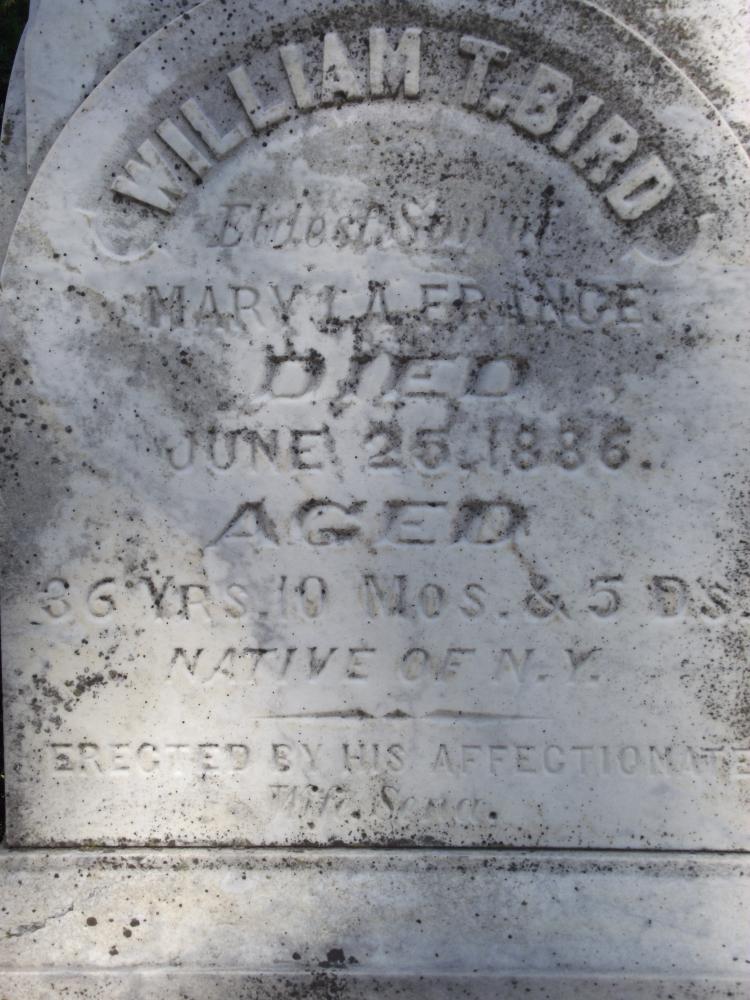 WILLIAM T. BIRD
Eldest Son of
MARY LA FRANCE.
DIED
JUNE 25, 1886.
AGED
36 YRS. 10 MOS. & 5 DS.
NATIVE OF N.Y.
ERECTED BY HIS AFFECTIONATE
Wife, Sena.